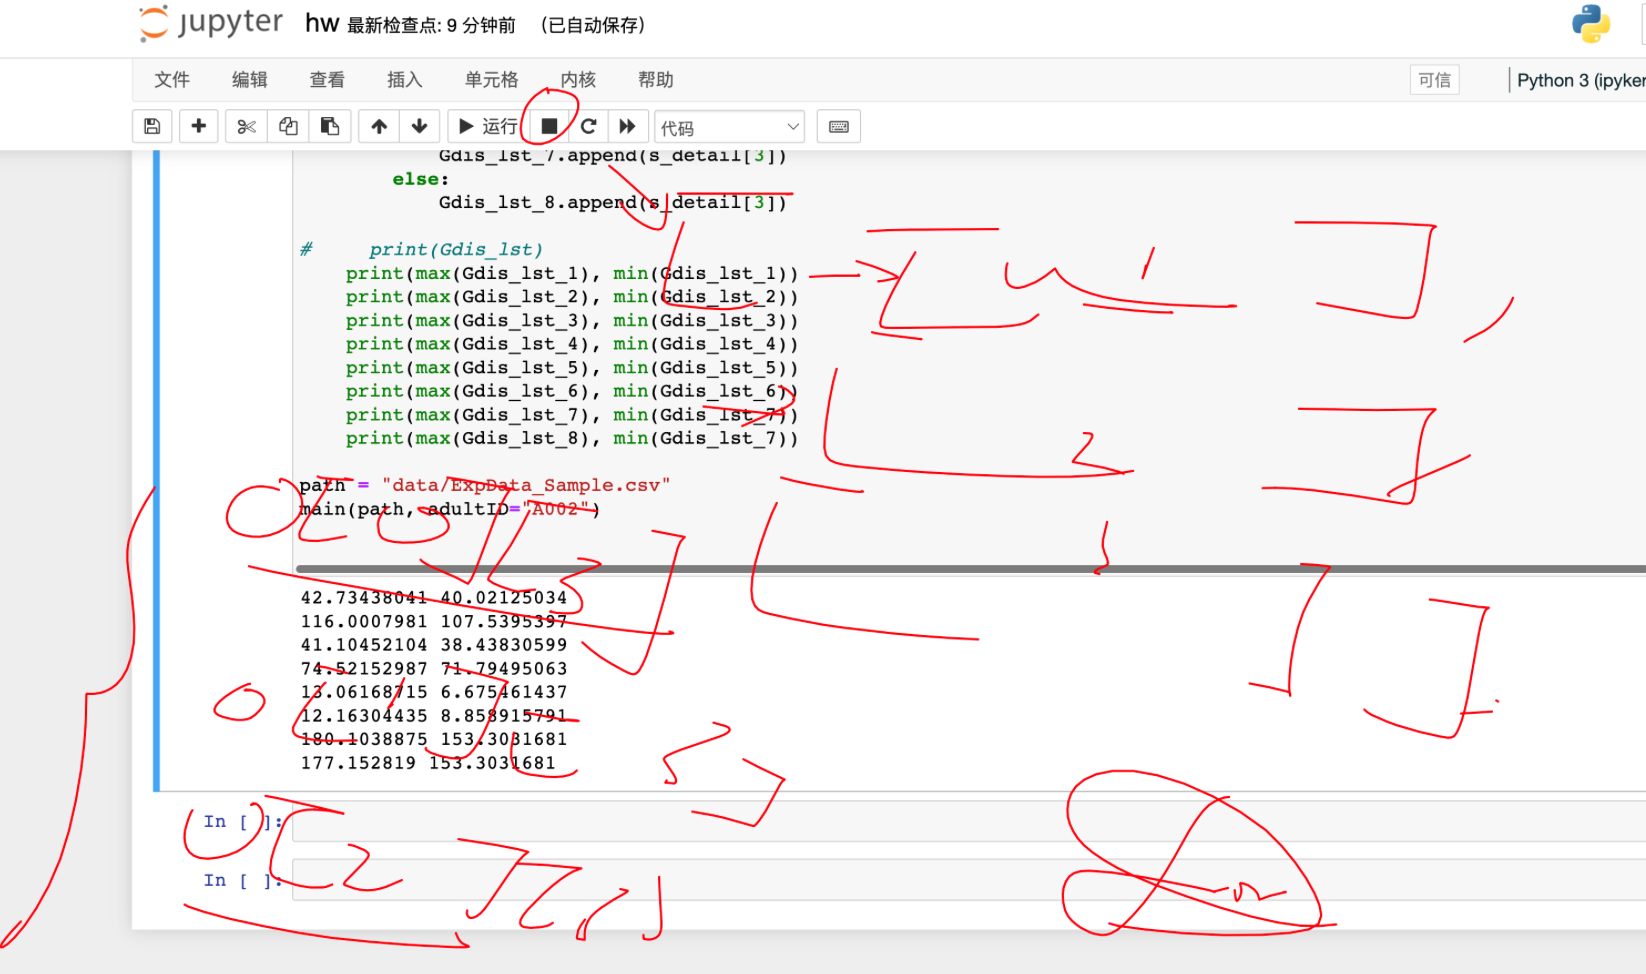 jupyter hw 最新检查点: 9 分钟前 (已自动保存)
文件 编辑 查看 插入 单元格 内核 帮助 可信 Python 3 (ipyker
运行 代码
Gdis_lst_7.append(s_detail[3])
else:
Gdis_lst_8.append(s_detail[3])
# print(Gdis_lst)
print(max(Gdis_lst_1), min(Gdis_lst_1))
print(max(Gdis_lst_2), min(Gdis_lst_2))
print(max(Gdis_lst_3), min(Gdis_lst_3))
print(max(Gdis_lst_4), min(Gdis_lst_4))
print(max(Gdis_lst_5), min(Gdis_lst_5))
print(max(Gdis_lst_6), min(Gdis_lst_6))
print(max(Gdis_lst_7), min(Gdis_lst_7))
print(max(Gdis_lst_8), min(Gdis_lst_7))
path = "data/ExpData_Sample.csv"
main(path, adultID="A002")
42.73438041 40.02125034
116.0007981 107.5395397
41.10452104 38.43830599
74.52152987 71.79495063
13.06168715 6.675461437
12.16304435 8.858915791
180.1038875 153.3031681
177.152819 153.3031681
In [ ]:
In [ ]: